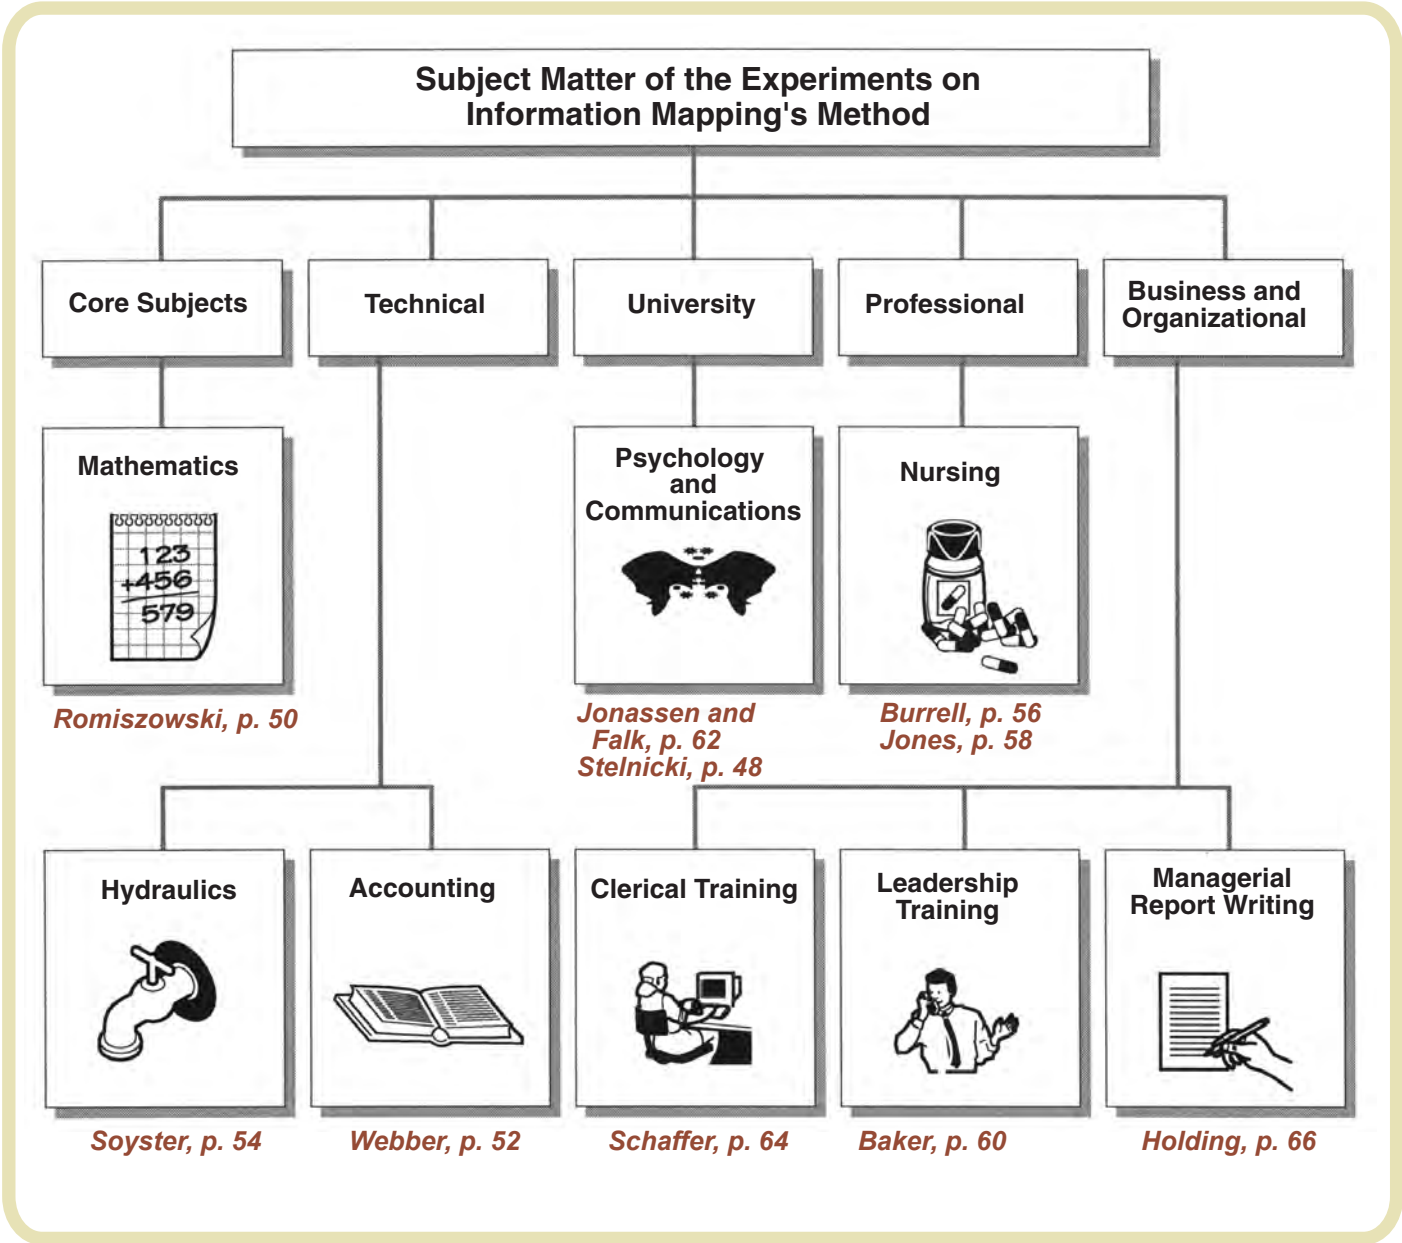 Subject Matter of the Experiments on
Information Mapping's Method
Core Subjects
Technical
University
Professional
Business and
Organizational
Mathematics
123
+456
579
Romiszowski, p. 50
Psychology
and
Communications
Jonassen and
Falk, p. 62
Stelnicki, p. 48
Nursing
Burrell, p. 56
Jones, p. 58
Hydraulics
Soyster, p. 54
Accounting
Webber, p. 52
Clerical Training
Schaffer, p. 64
Leadership
Training
Baker, p. 60
Managerial
Report Writing
Holding, p. 66